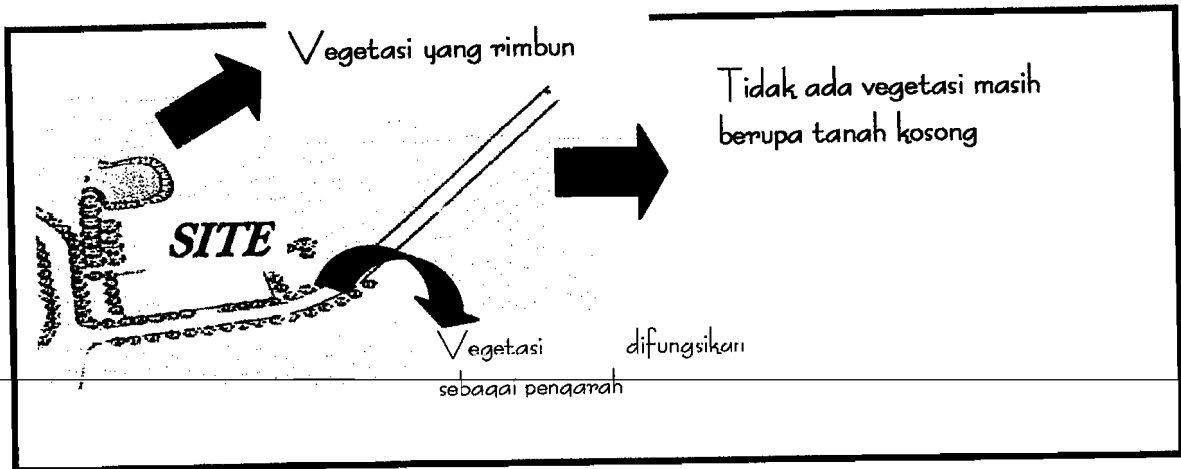 Vegetasi yang rimbun
Tidak ada vegetasi masih
berupa tanah kosong
SITE
Vegetasi difungsikan
sebagai pengarah